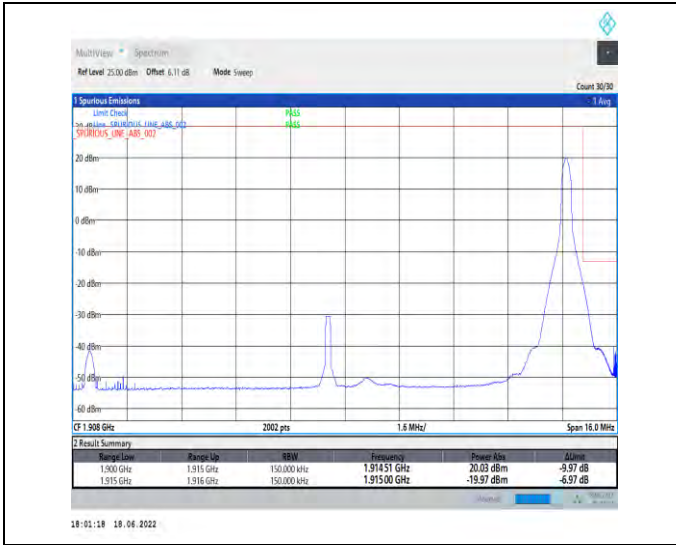 MultiView Spectrum
Ref Level 25.00 dBm Offset 6.11 dB Mode Sweep
Count 30/30
1 Spurious Emissions 1 Avg
Limit Check PASS
Line SPURIOUS_LINE_ABS_002 PASS
SPURIOUS_LINE_ABS_002
20 dBm
10 dBm
0 dBm
-10 dBm
-20 dBm
-30 dBm
-40 dBm
-50 dBm
-60 dBm
CF 1.908 GHz 2002 pts 1.6 MHz/ Span 16.0 MHz
2 Result Summary
Range Low Range Up RBW Frequency Power Abs ΔLimit
1.900 GHz 1.915 GHz 150.000 kHz 1.91451 GHz 20.03 dBm -9.97 dB
1.915 GHz 1.916 GHz 150.000 kHz 1.91500 GHz -19.97 dBm -6.97 dB
18:01:18 18.06.2022